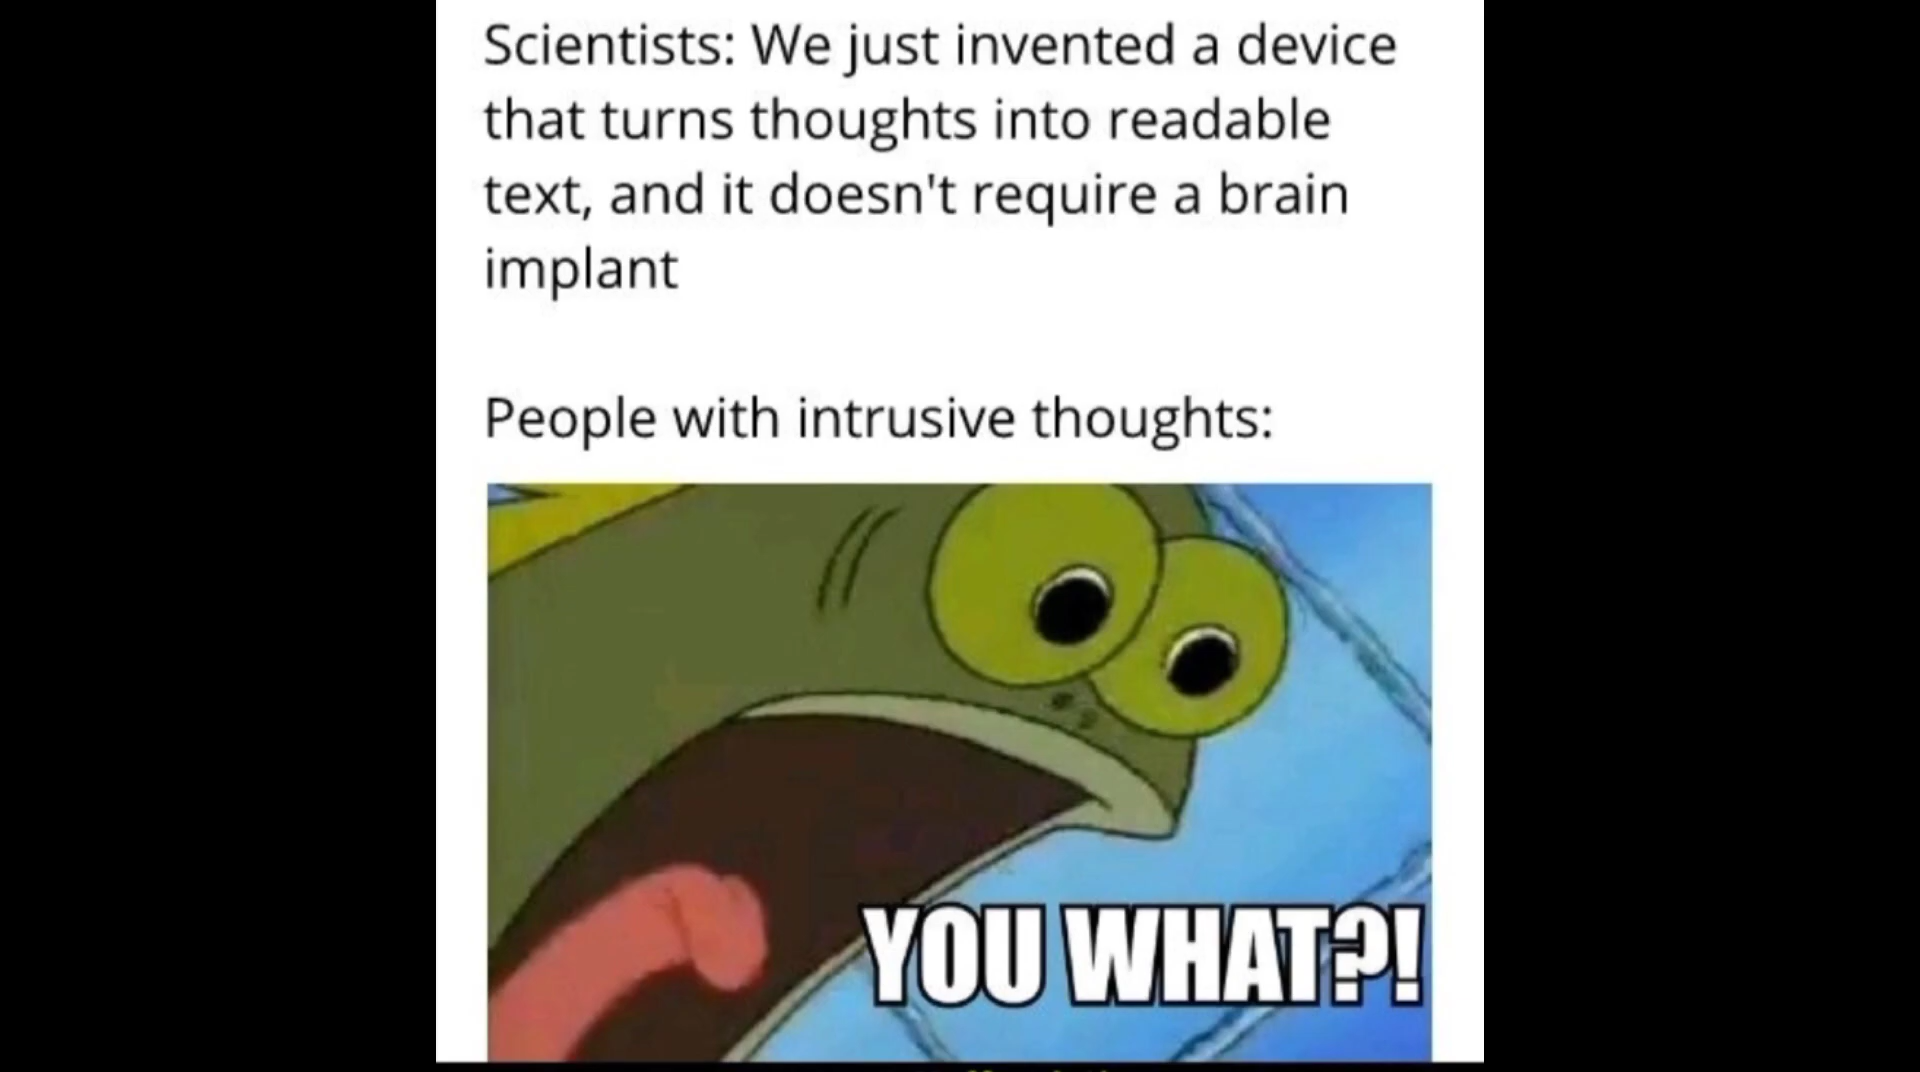 Scientists: We just invented a device
that turns thoughts into readable
text, and it doesn't require a brain
implant
People with intrusive thoughts:
YOU WHAT?!